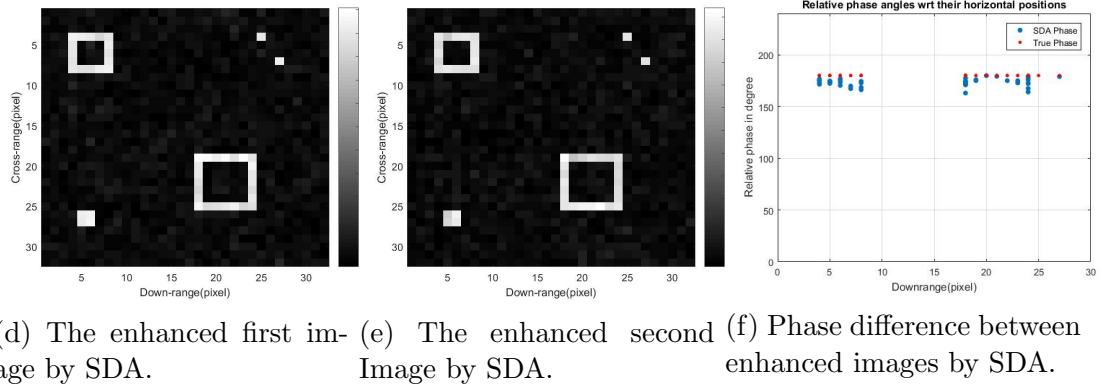 Relative phase angles wrt their horizontal positions
SDA Phase
True Phase
Cross-range(pixel)
5
10
15
20
25
30
5
10
15
20
25
30
Down-range(pixel)
Cross-range(pixel)
5
10
15
20
25
30
5
10
15
20
25
30
Down-range(pixel)
Relative phase in degree
200
150
100
50
0
0
10
20
30
Downrange(pixel)
d) The enhanced first im-
age by SDA.
(e) The enhanced second
Image by SDA.
(f) Phase difference between
enhanced images by SDA.